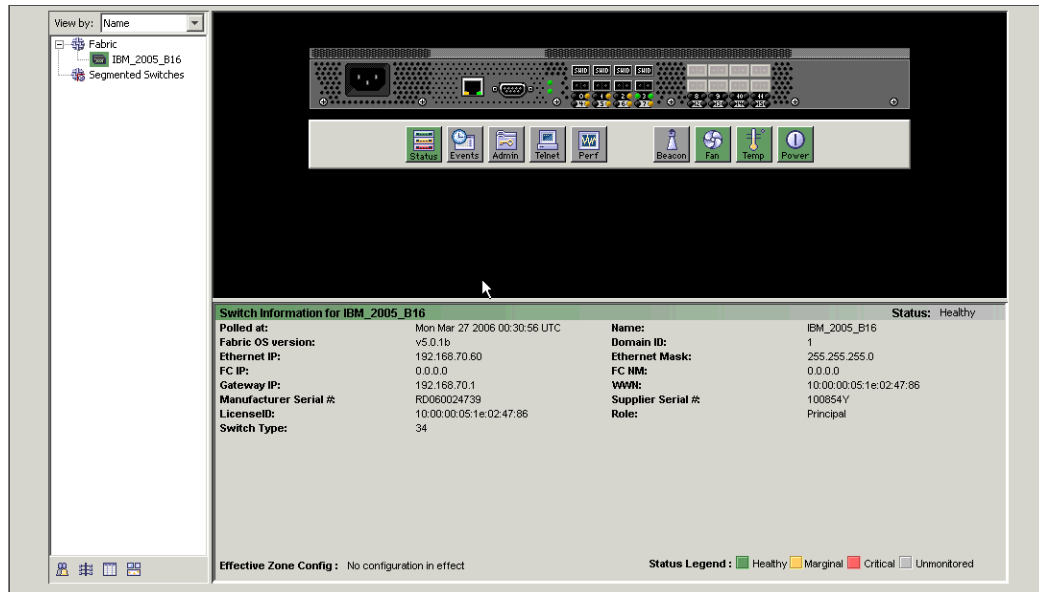 View by: Name
Fabric
IBM_2005_B16
Segmented Switches
Status Events Admin Telnet Perf Beacon Fan Temp Power
Switch Information for IBM_2005_B16 Status: Healthy
Polled at: Mon Mar 27 2006 00:30:56 UTC Name: IBM_2005_B16
Fabric OS version: v5.0.1b Domain ID: 1
Ethernet IP: 192.168.70.60 Ethernet Mask: 255.255.255.0
FC IP: 0.0.0.0 FC NM: 0.0.0.0
Gateway IP: 192.168.70.1 WWN: 10:00:00:05:1e:02:47:86
Manufacturer Serial #: RD060024739 Supplier Serial #: 100854Y
LicenseID: 10:00:00:05:1e:02:47:86 Role: Principal
Switch Type: 34
Effective Zone Config : No configuration in effect Status Legend : Healthy Marginal Critical Unmonitored